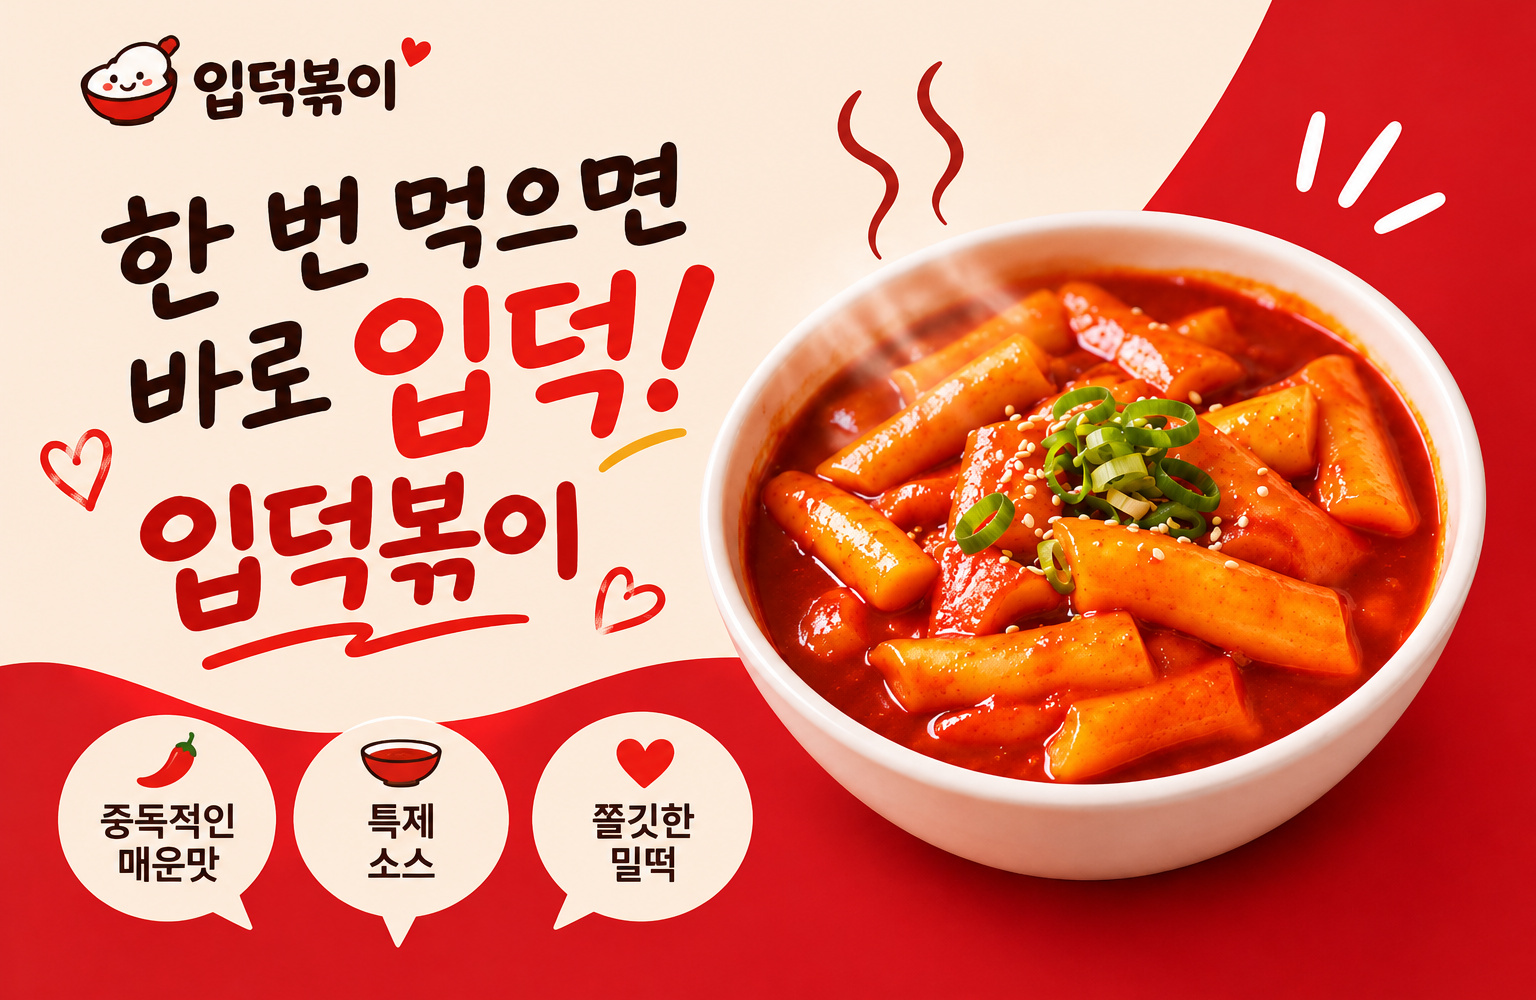 입덕볶이
한 번 먹으면
바로 입덕!
입덕볶이
중독적인
매운맛
특제
소스
쫄깃한
밀떡